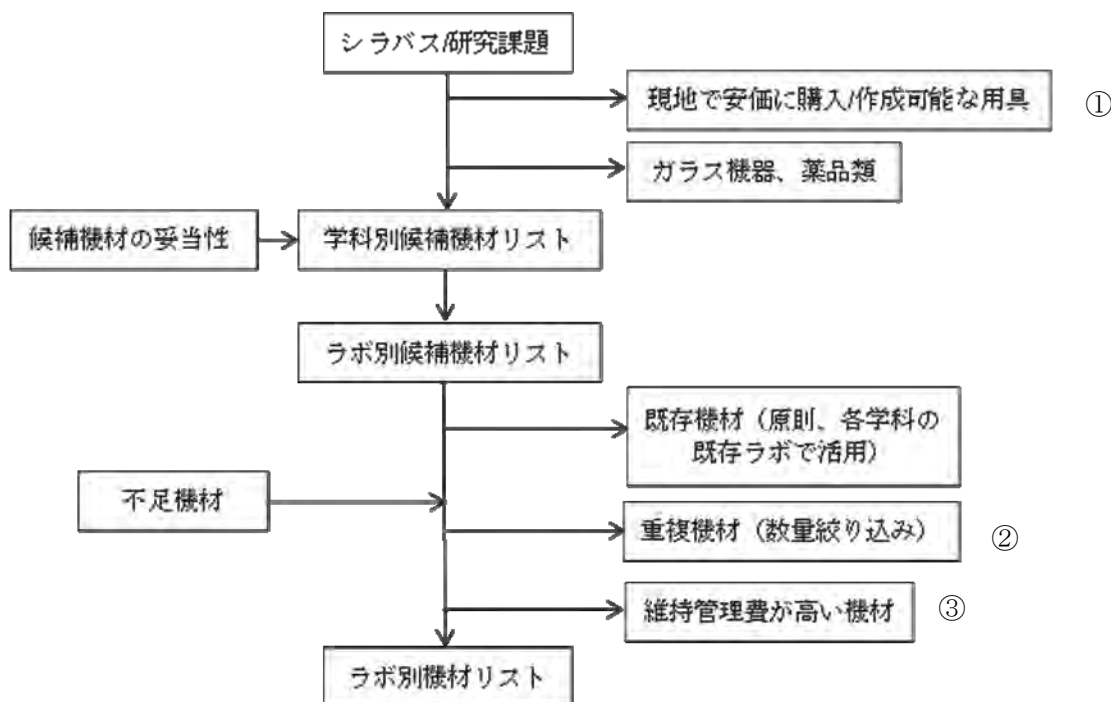 シラバス/研究課題
現地で安価に購入/作成可能な用具
①
ガラス機器、薬品類
候補機材の妥当性
学科別候補機材リスト
ラボ別候補機材リスト
既存機材（原則、各学科の
既存ラボで活用）
不足機材
重複機材（数量絞り込み）
②
維持管理費が高い機材
③
ラボ別機材リスト